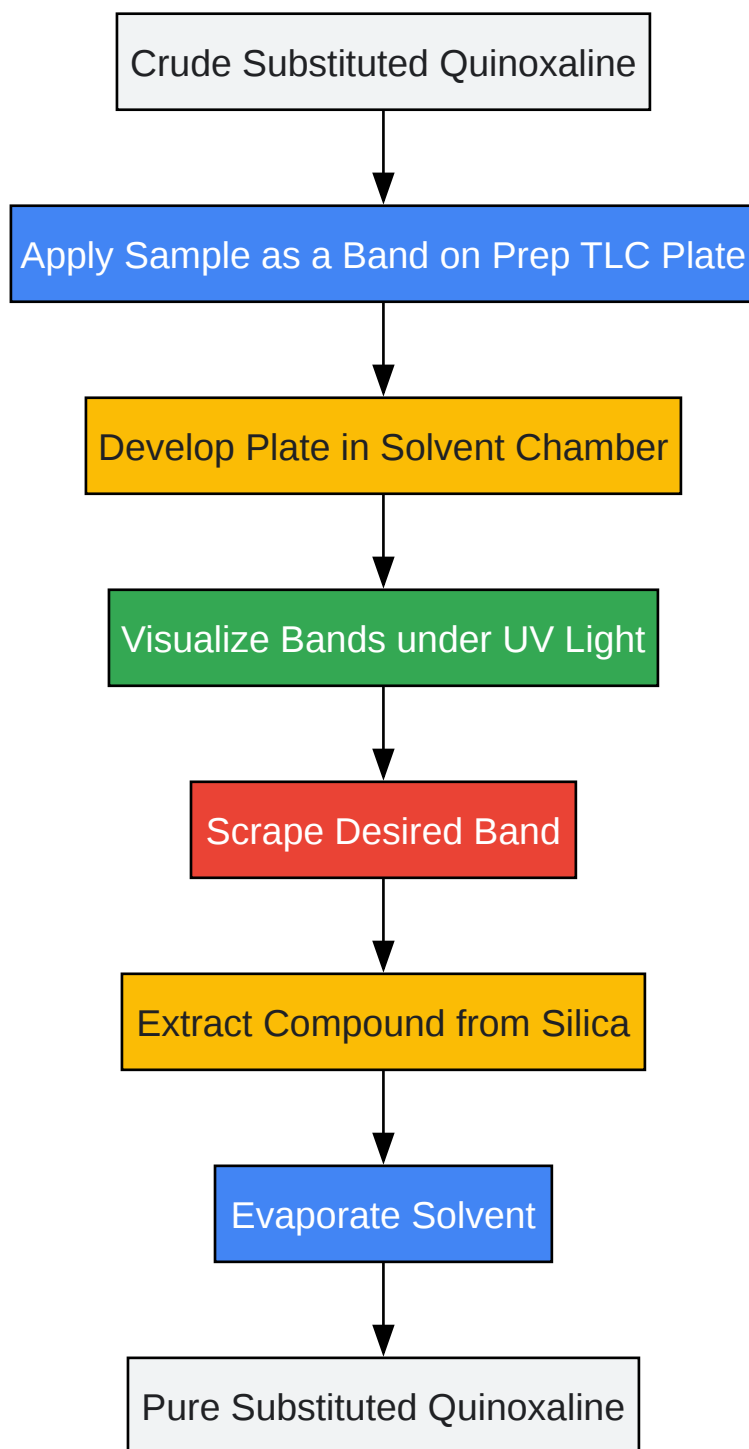 Crude Substituted Quinoxaline
Apply Sample as a Band on Prep TLC Plate
Develop Plate in Solvent Chamber
Visualize Bands under UV Light
Scrape Desired Band
Extract Compound from Silica
Evaporate Solvent
Pure Substituted Quinoxaline